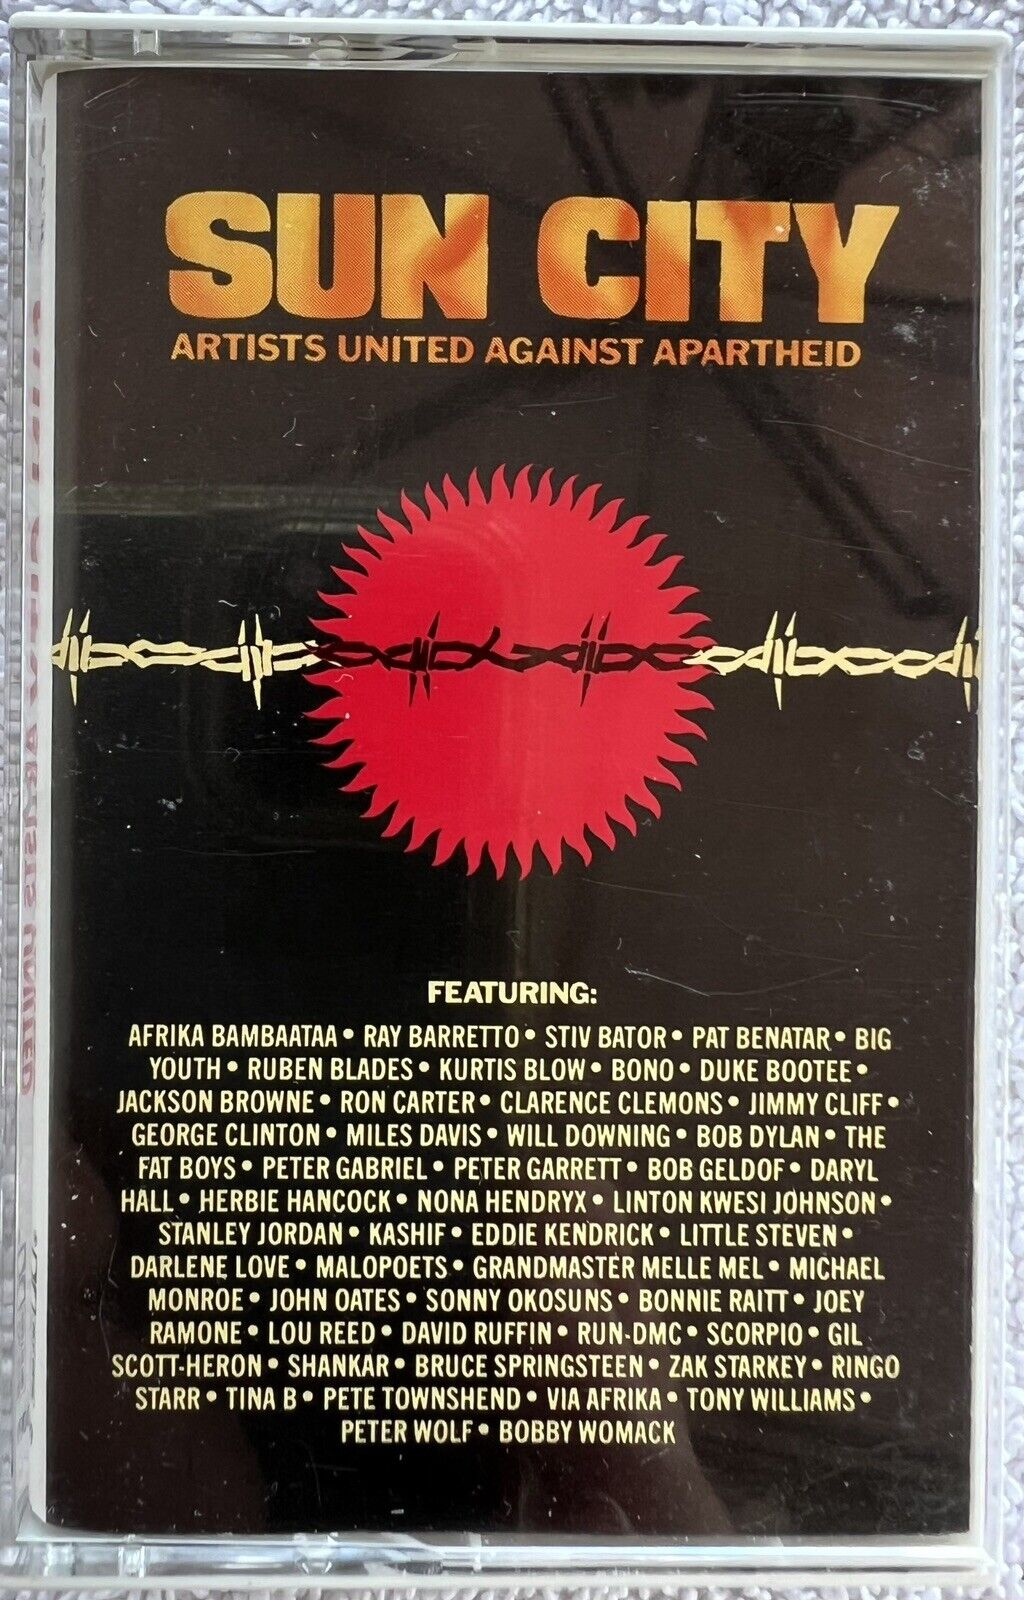 SUN CITY
ARTISTS UNITED AGAINST APARTHEID
FEATURING:
AFRIKA BAMBAATAA • RAY BARRETTO • STIV BATOR • PAT BENATAR • BIG
YOUTH • RUBEN BLADES • KURTIS BLOW • BONO • DUKE BOOTEE •
JACKSON BROWNE • RON CARTER • CLARENCE CLEMONS • JIMMY CLIFF •
GEORGE CLINTON • MILES DAVIS • WILL DOWNING • BOB DYLAN • THE
FAT BOYS • PETER GABRIEL • PETER GARRETT • BOB GELDOF • DARYL
HALL • HERBIE HANCOCK • NONA HENDRYX • LINTON KWESI JOHNSON •
STANLEY JORDAN • KASHIF • EDDIE KENDRICK • LITTLE STEVEN •
DARLENE LOVE • MALOPOETS • GRANDMASTER MELLE MEL • MICHAEL
MONROE • JOHN OATES • SONNY OKOSUNS • BONNIE RAITT • JOEY
RAMONE • LOU REED • DAVID RUFFIN • RUN-DMC • SCORPIO • GIL
SCOTT-HERON • SHANKAR • BRUCE SPRINGSTEEN • ZAK STARKEY • RINGO
STARR • TINA B • PETE TOWNSHEND • VIA AFRIKA • TONY WILLIAMS •
PETER WOLF • BOBBY WOMACK